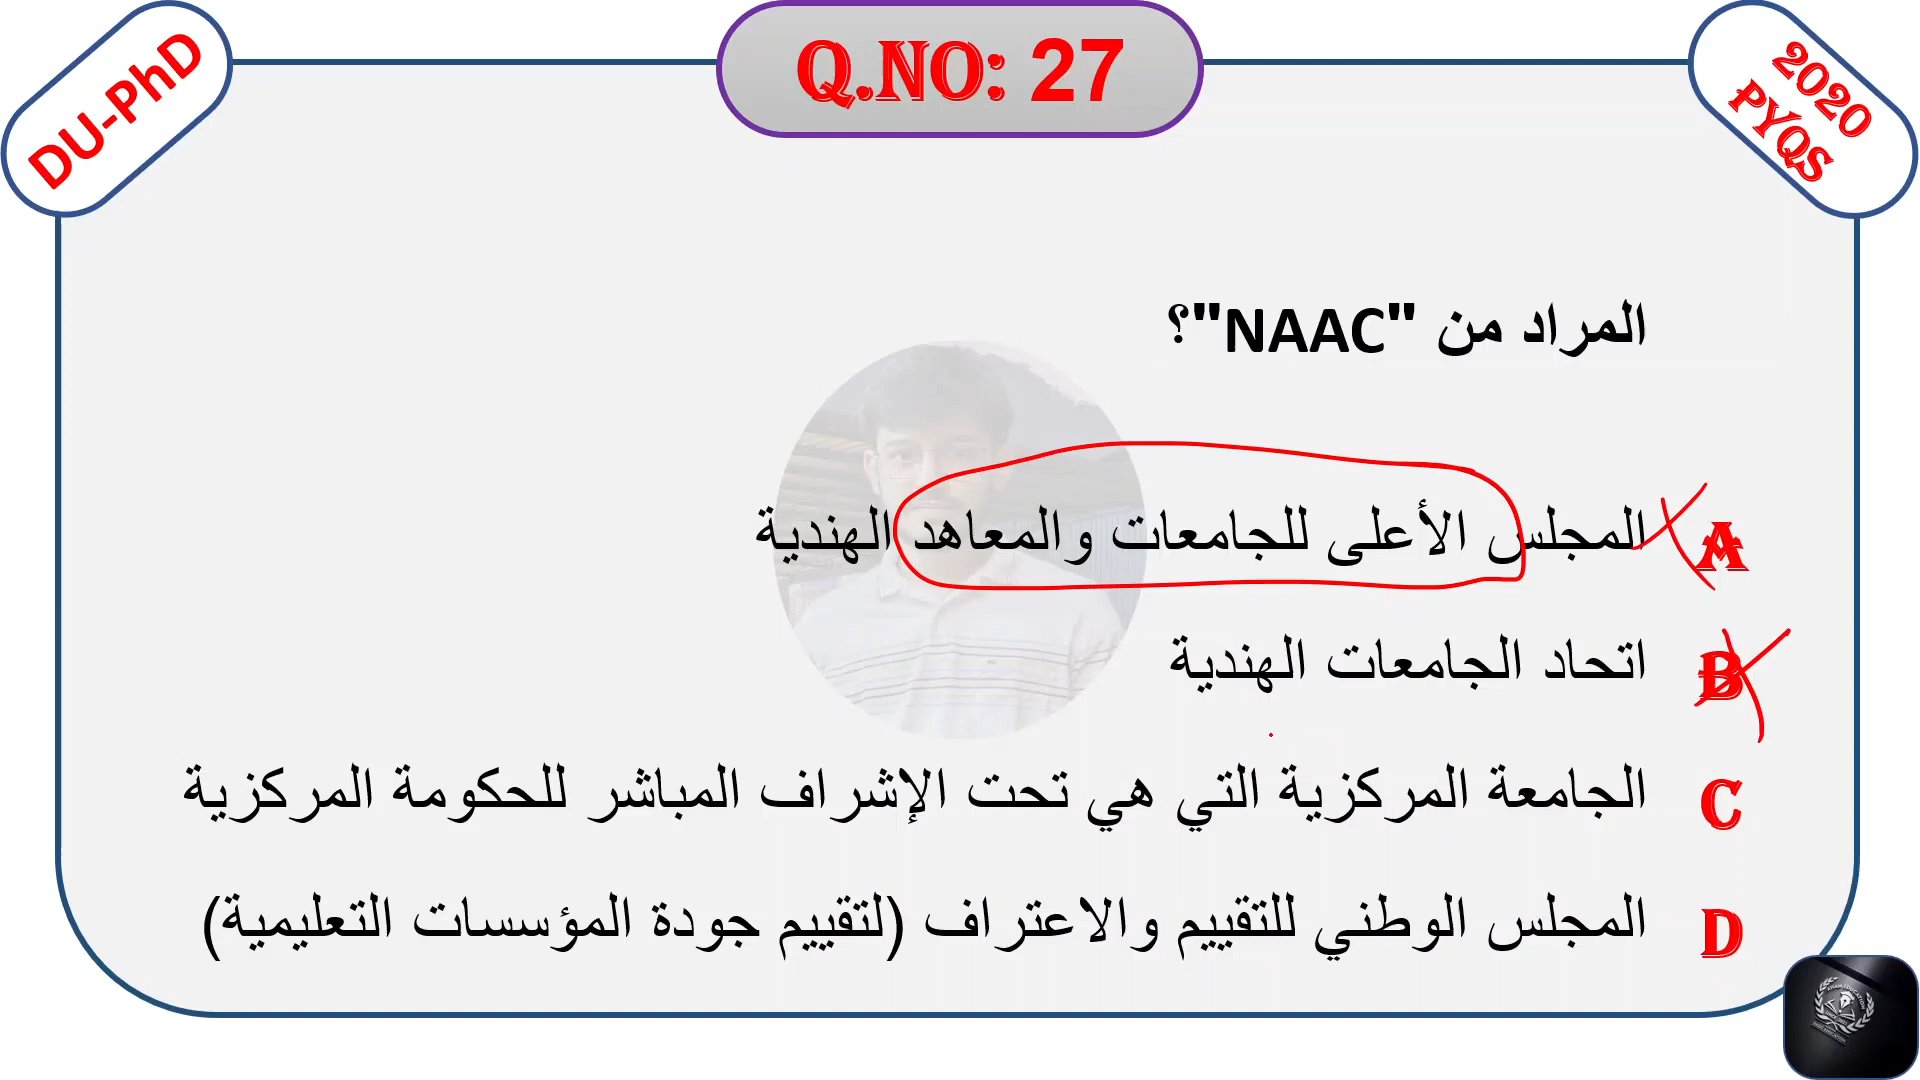 DU-PhD
Q.NO: 27
2020
PYQS
المراد من "NAAC"؟
A المجلس الأعلى للجامعات والمعاهد الهندية
B اتحاد الجامعات الهندية
C الجامعة المركزية التي هي تحت الإشراف المباشر للحكومة المركزية
D المجلس الوطني للتقييم والاعتراف (لتقييم جودة المؤسسات التعليمية)